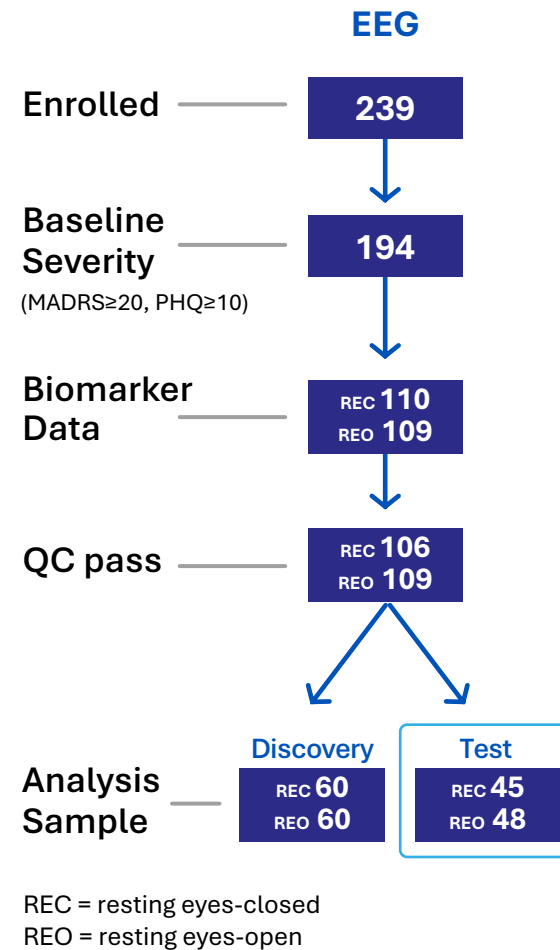 EEG
Enrolled
239
Baseline
Severity
(MADRS≥20, PHQ≥10)
194
Biomarker
Data
REC 110
REO 109
QC pass
REC 106
REO 109
Discovery
Test
Analysis
Sample
REC 60
REO 60
REC 45
REO 48
REC = resting eyes-closed
REO = resting eyes-open